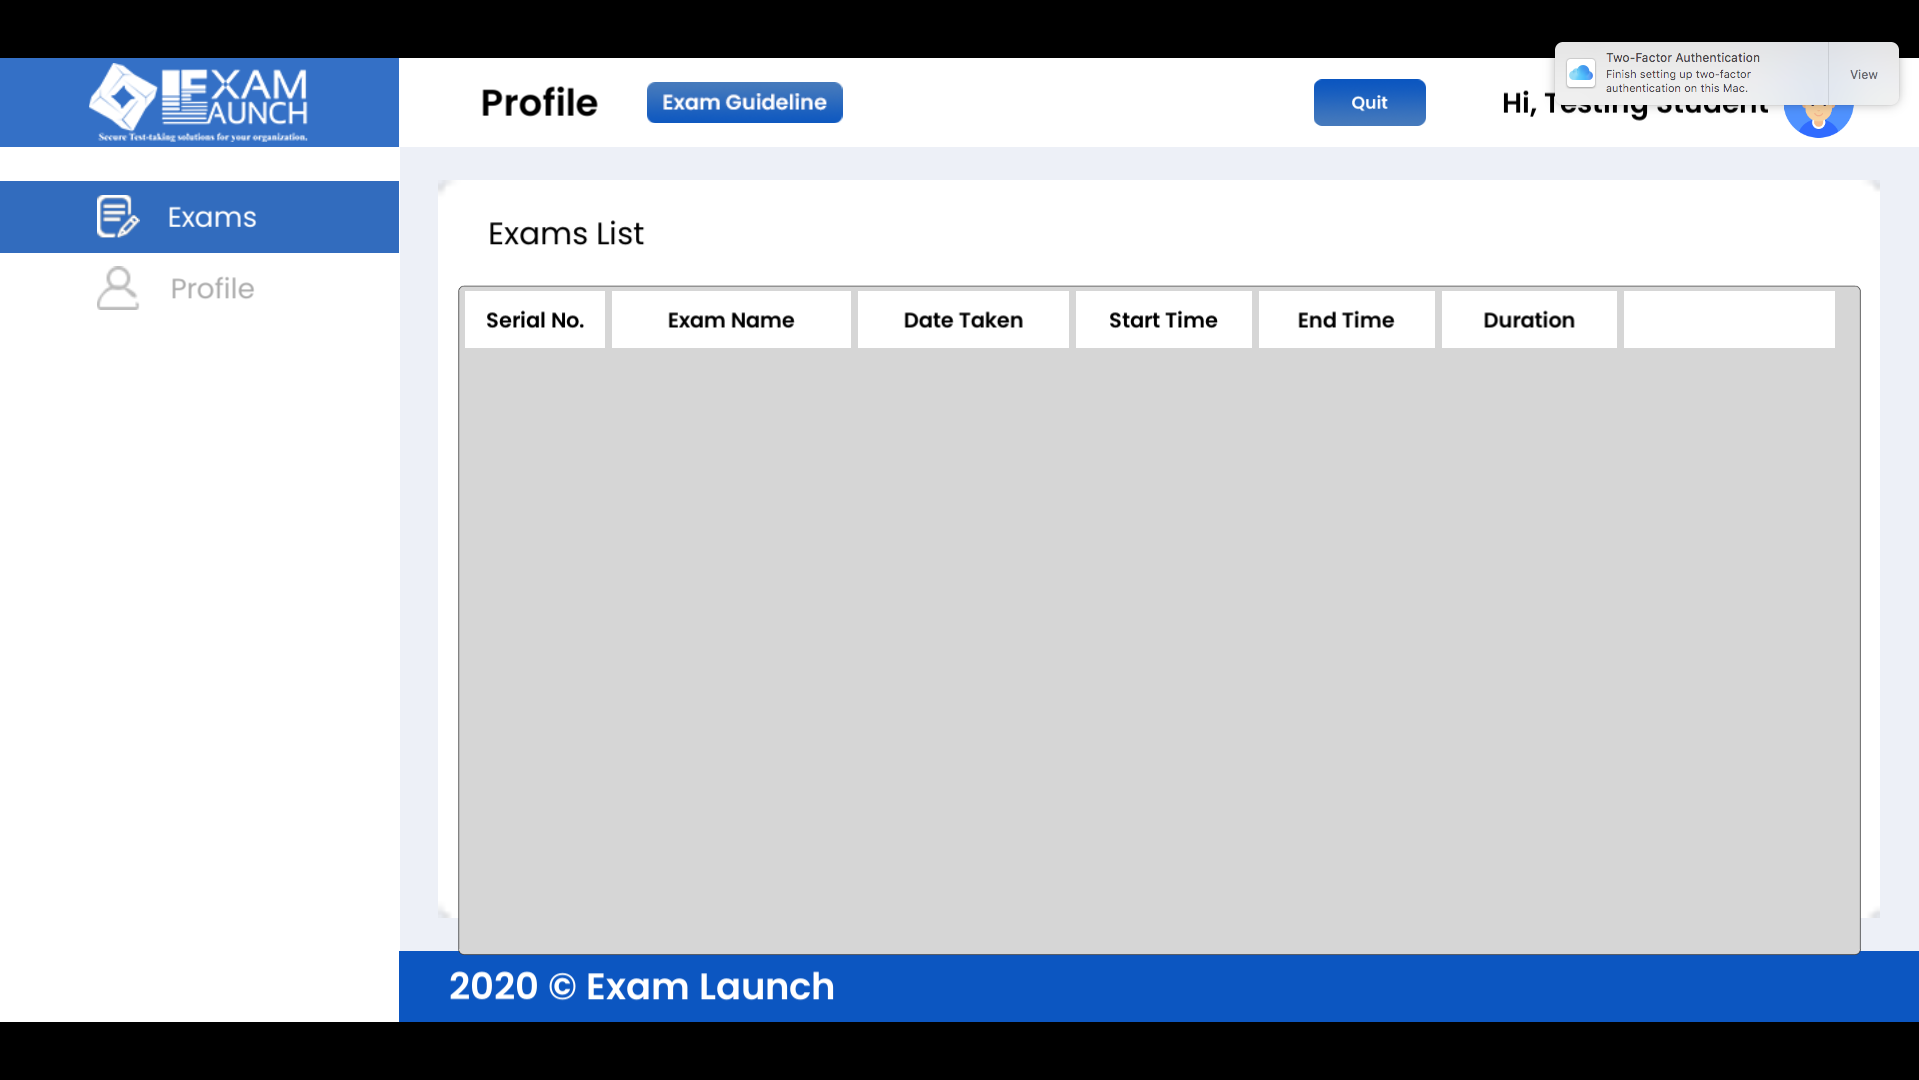 EXAM
LAUNCH
Secure Test-taking solutions for your organization.
Profile
Exam Guideline
Quit
Hi, Testing Student
Two-Factor Authentication
Finish setting up two-factor
authentication on this Mac.
View
Exams
Profile
Exams List
Serial No.
Exam Name
Date Taken
Start Time
End Time
Duration
2020 © Exam Launch